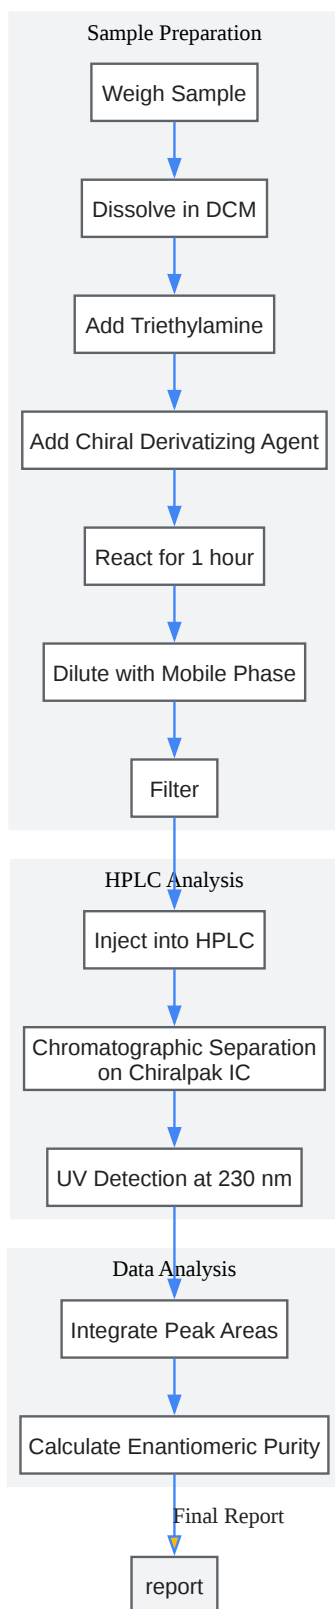 Sample Preparation
Weigh Sample
Dissolve in DCM
Add Triethylamine
Add Chiral Derivatizing Agent
React for 1 hour
Dilute with Mobile Phase
Filter
HPLC Analysis
Inject into HPLC
Chromatographic Separation
on Chiralpak IC
UV Detection at 230 nm
Data Analysis
Integrate Peak Areas
Calculate Enantiomeric Purity
Final Report
report